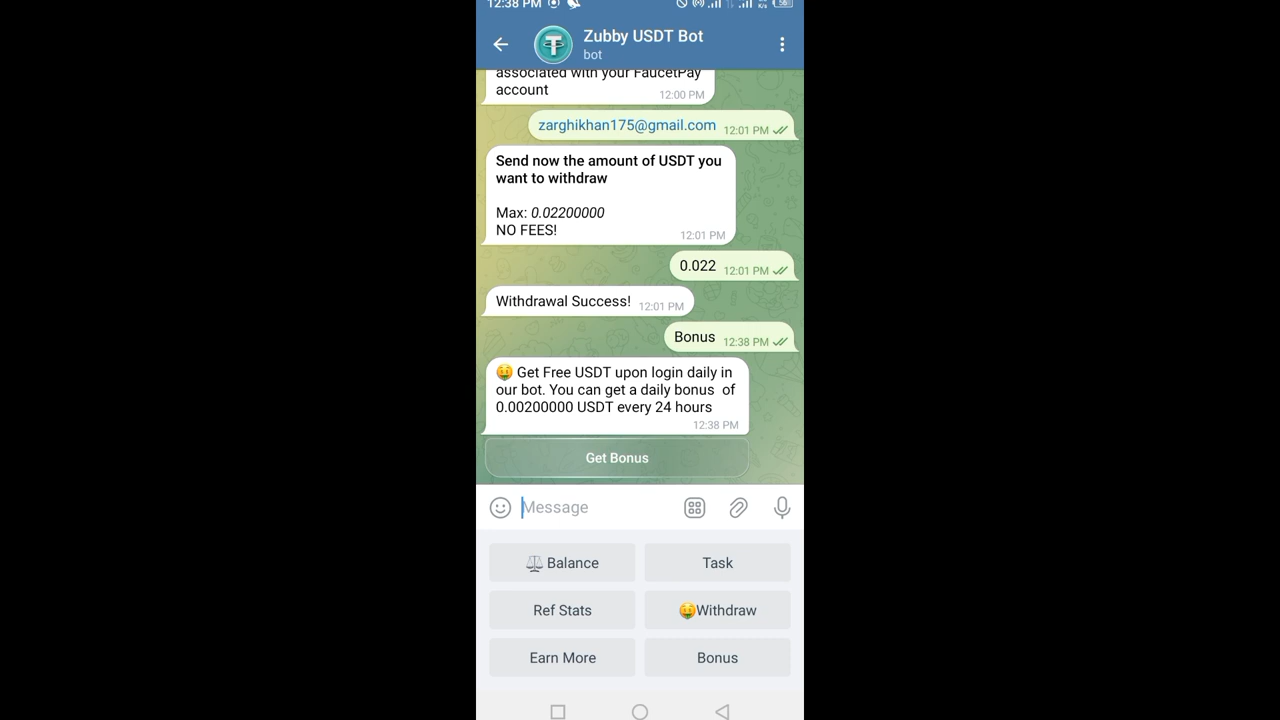 12:38 PM
Zubby USDT Bot
bot
associated with your FaucetPay
account
12:00 PM
zarghikhan175@gmail.com 12:01 PM
Send now the amount of USDT you
want to withdraw
Max: 0.02200000
NO FEES!
12:01 PM
0.022 12:01 PM
Withdrawal Success! 12:01 PM
Bonus 12:38 PM
🤑 Get Free USDT upon login daily in
our bot. You can get a daily bonus of
0.00200000 USDT every 24 hours
12:38 PM
Get Bonus
Message
⚖️ Balance
Task
Ref Stats
🤑Withdraw
Earn More
Bonus